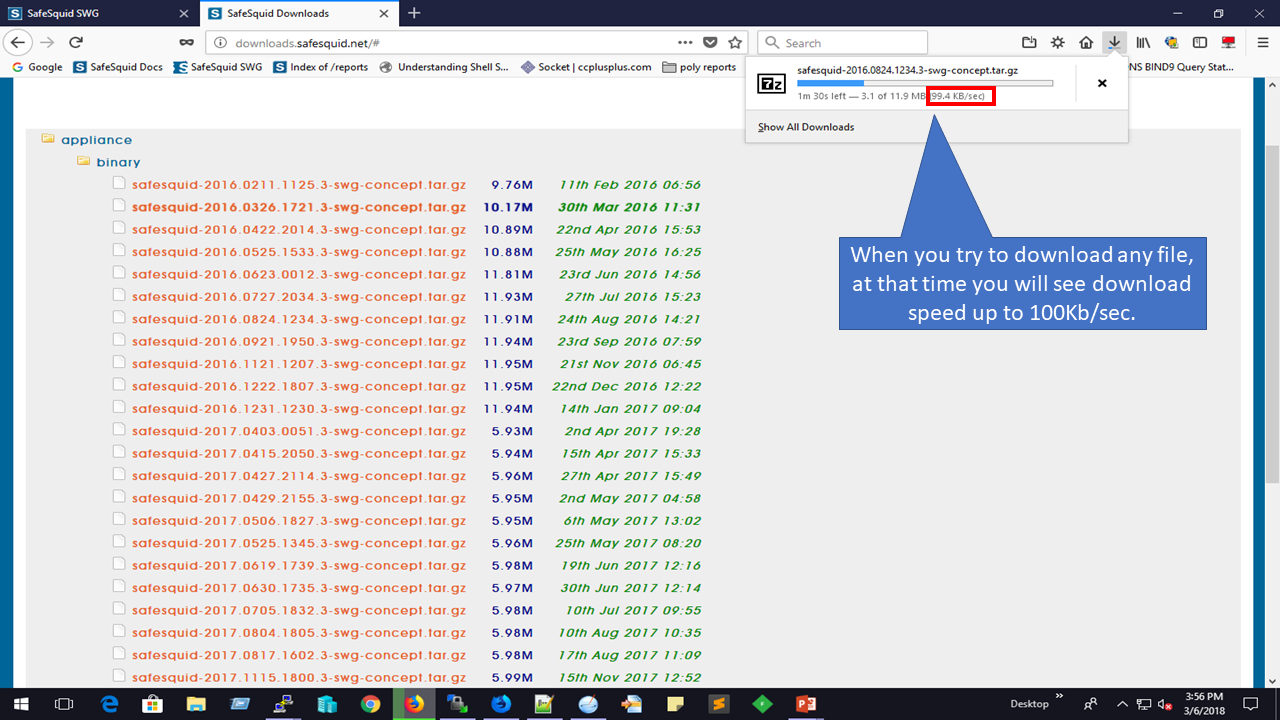 SafeSquid SWG
SafeSquid Downloads
downloads.safesquid.net/#
Search
Google
SafeSquid Docs
SafeSquid SWG
Index of /reports
Understanding Shell S...
Socket | ccplusplus.com
poly reports
NS BIND9 Query Stat...
safesquid-2016.0824.1234.3-swg-concept.tar.gz
1m 30s left — 3.1 of 11.9 MB (99.4 KB/sec)
Show All Downloads
When you try to download any file,
at that time you will see download
speed up to 100Kb/sec.
appliance
binary
safesquid-2016.0211.1125.3-swg-concept.tar.gz 9.76M 11th Feb 2016 06:56
safesquid-2016.0326.1721.3-swg-concept.tar.gz 10.17M 30th Mar 2016 11:31
safesquid-2016.0422.2014.3-swg-concept.tar.gz 10.89M 22nd Apr 2016 15:53
safesquid-2016.0525.1533.3-swg-concept.tar.gz 10.88M 25th May 2016 16:25
safesquid-2016.0623.0012.3-swg-concept.tar.gz 11.81M 23rd Jun 2016 14:56
safesquid-2016.0727.2034.3-swg-concept.tar.gz 11.93M 27th Jul 2016 15:23
safesquid-2016.0824.1234.3-swg-concept.tar.gz 11.91M 24th Aug 2016 14:21
safesquid-2016.0921.1950.3-swg-concept.tar.gz 11.94M 23rd Sep 2016 07:59
safesquid-2016.1121.1207.3-swg-concept.tar.gz 11.95M 21st Nov 2016 06:45
safesquid-2016.1222.1807.3-swg-concept.tar.gz 11.95M 22nd Dec 2016 12:22
safesquid-2016.1231.1230.3-swg-concept.tar.gz 11.94M 14th Jan 2017 09:04
safesquid-2017.0403.0051.3-swg-concept.tar.gz 5.93M 2nd Apr 2017 19:28
safesquid-2017.0415.2050.3-swg-concept.tar.gz 5.94M 15th Apr 2017 15:33
safesquid-2017.0427.2114.3-swg-concept.tar.gz 5.96M 27th Apr 2017 15:49
safesquid-2017.0429.2155.3-swg-concept.tar.gz 5.95M 2nd May 2017 04:58
safesquid-2017.0506.1827.3-swg-concept.tar.gz 5.95M 6th May 2017 13:02
safesquid-2017.0525.1345.3-swg-concept.tar.gz 5.96M 25th May 2017 08:20
safesquid-2017.0619.1739.3-swg-concept.tar.gz 5.98M 19th Jun 2017 12:16
safesquid-2017.0630.1735.3-swg-concept.tar.gz 5.97M 30th Jun 2017 12:14
safesquid-2017.0705.1832.3-swg-concept.tar.gz 5.98M 10th Jul 2017 09:55
safesquid-2017.0804.1805.3-swg-concept.tar.gz 5.98M 10th Aug 2017 10:35
safesquid-2017.0817.1602.3-swg-concept.tar.gz 5.98M 17th Aug 2017 11:09
safesquid-2017.1115.1800.3-swg-concept.tar.gz 5.99M 15th Nov 2017 12:52
Desktop
3:56 PM
3/6/2018